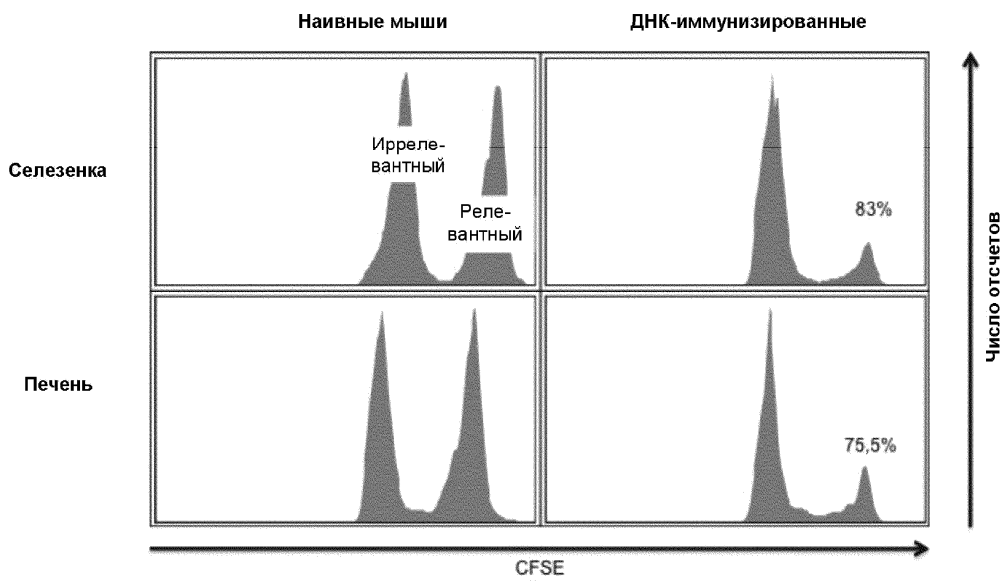 Наивные мыши
ДНК-иммунизированные
Селезенка
Ирреле-
вантный
Реле-
вантный
83%
Печень
75,5%
Число отсчетов
CFSE